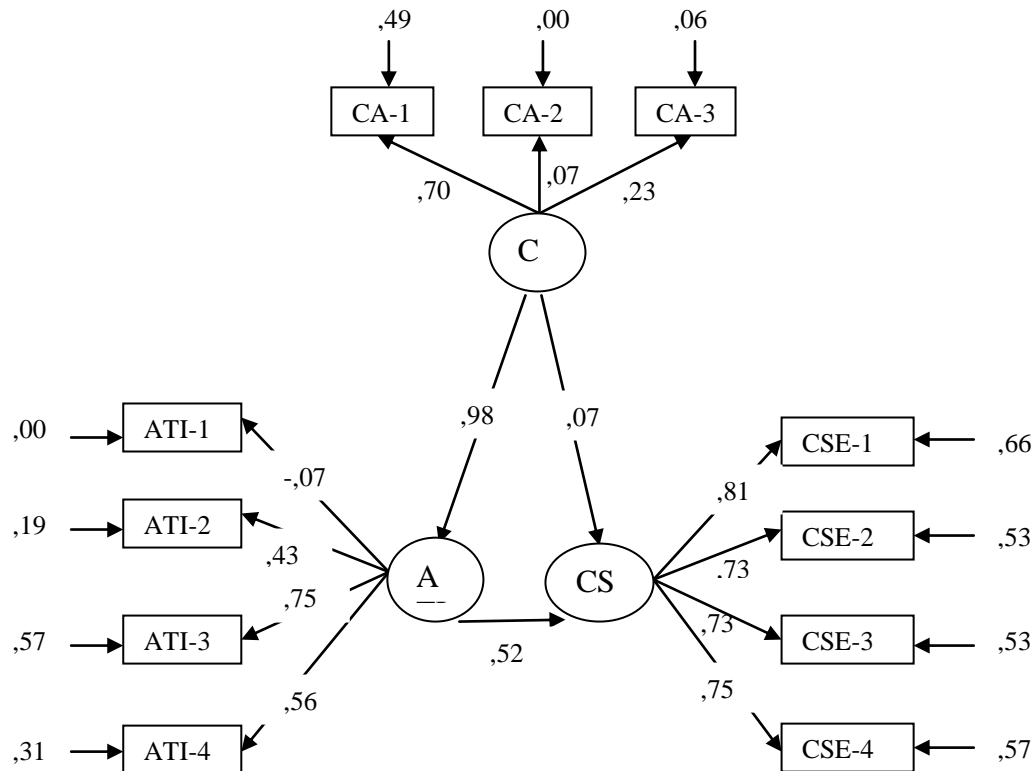 ,49 ,00 ,06
CA-1 CA-2 CA-3
,70 ,07 ,23
C
,98 ,07
,00 ATI-1 CSE-1 ,66
-,07 ,81
,19 ATI-2 CSE-2 ,53
,43 .73
A CS
,75 ,73
,57 ATI-3 CSE-3 ,53
,52
,56 ,75
,31 ATI-4 CSE-4 ,57